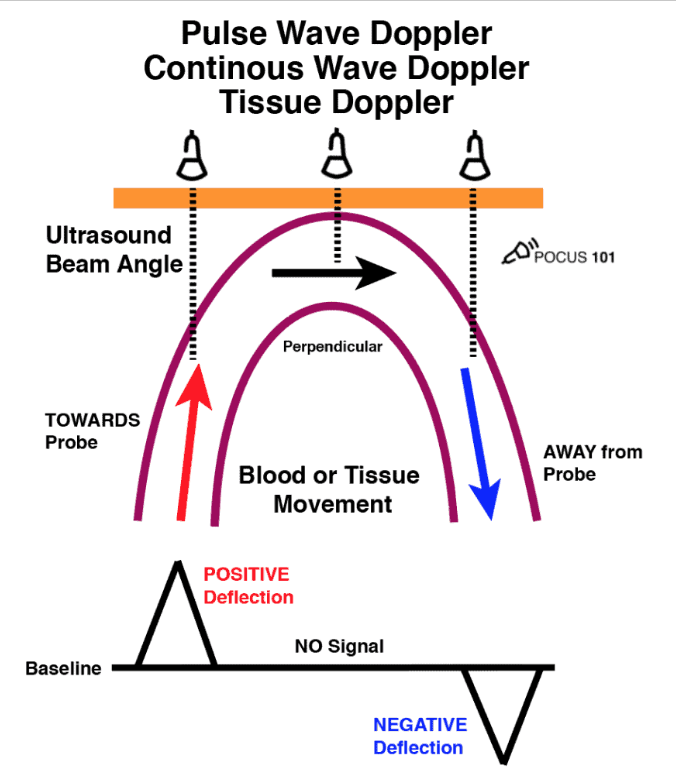 Pulse Wave Doppler
Continous Wave Doppler
Tissue Doppler
Ultrasound
Beam Angle
POCUS 101
Perpendicular
TOWARDS
Probe
AWAY from
Probe
Blood or Tissue
Movement
POSITIVE
Deflection
NO Signal
Baseline
NEGATIVE
Deflection